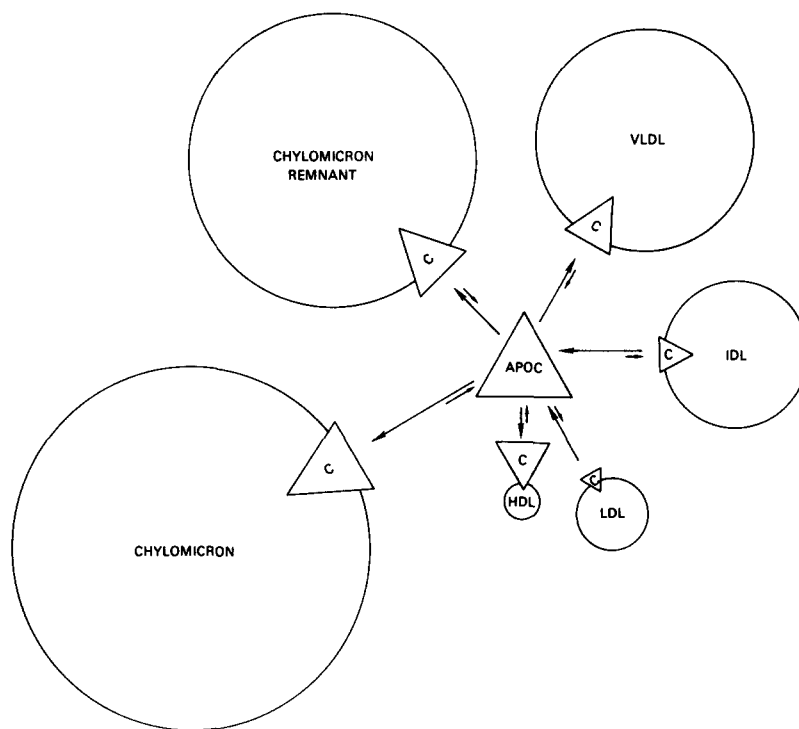 CHYLOMICRON
REMNANT
VLDL
C
C
APOC
C
IDL
C
C
C
HDL
LDL
CHYLOMICRON